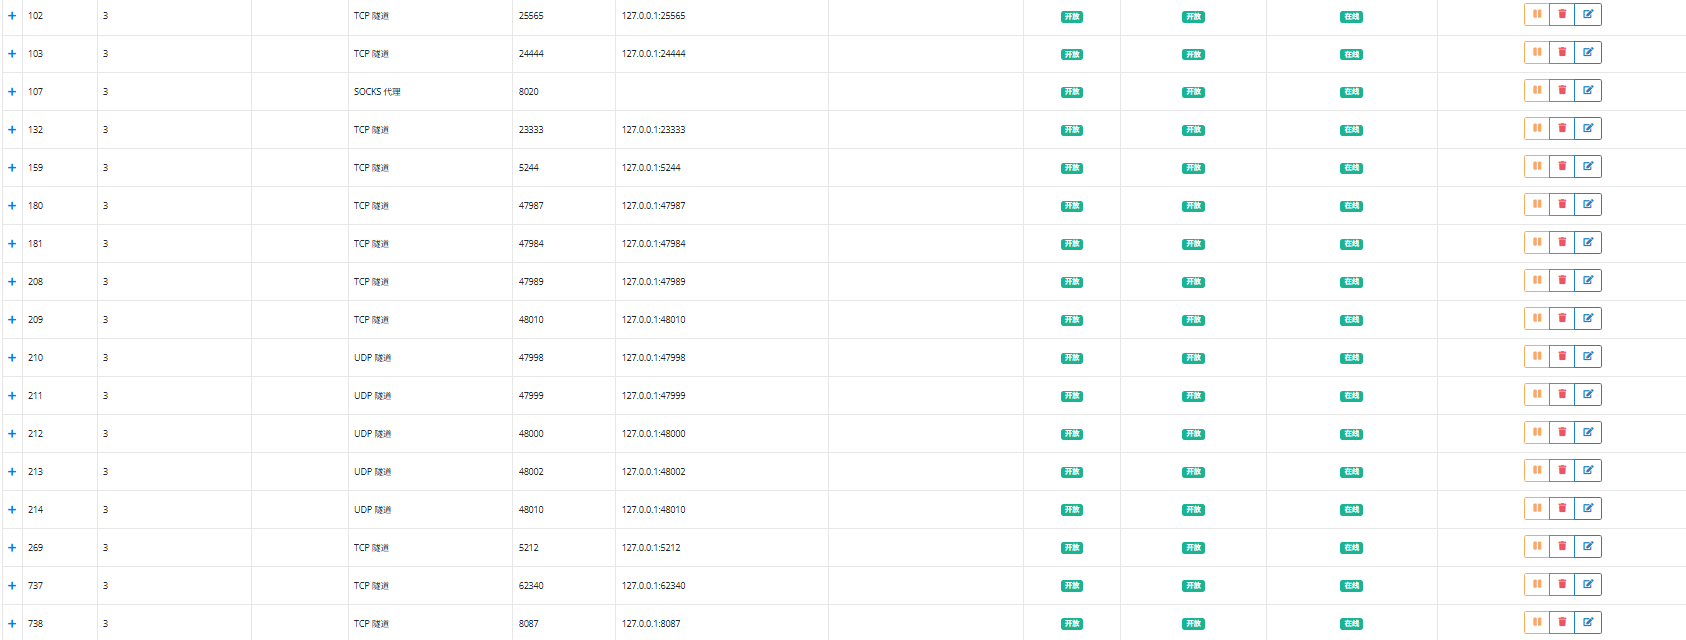 102 3 TCP 隧道 25565 127.0.0.1:25565 开放 开放 在线
103 3 TCP 隧道 24444 127.0.0.1:24444 开放 开放 在线
107 3 SOCKS 代理 8020 开放 开放 在线
132 3 TCP 隧道 23333 127.0.0.1:23333 开放 开放 在线
159 3 TCP 隧道 5244 127.0.0.1:5244 开放 开放 在线
180 3 TCP 隧道 47987 127.0.0.1:47987 开放 开放 在线
181 3 TCP 隧道 47984 127.0.0.1:47984 开放 开放 在线
208 3 TCP 隧道 47989 127.0.0.1:47989 开放 开放 在线
209 3 TCP 隧道 48010 127.0.0.1:48010 开放 开放 在线
210 3 UDP 隧道 47998 127.0.0.1:47998 开放 开放 在线
211 3 UDP 隧道 47999 127.0.0.1:47999 开放 开放 在线
212 3 UDP 隧道 48000 127.0.0.1:48000 开放 开放 在线
213 3 UDP 隧道 48002 127.0.0.1:48002 开放 开放 在线
214 3 UDP 隧道 48010 127.0.0.1:48010 开放 开放 在线
269 3 TCP 隧道 5212 127.0.0.1:5212 开放 开放 在线
737 3 TCP 隧道 62340 127.0.0.1:62340 开放 开放 在线
738 3 TCP 隧道 8087 127.0.0.1:8087 开放 开放 在线